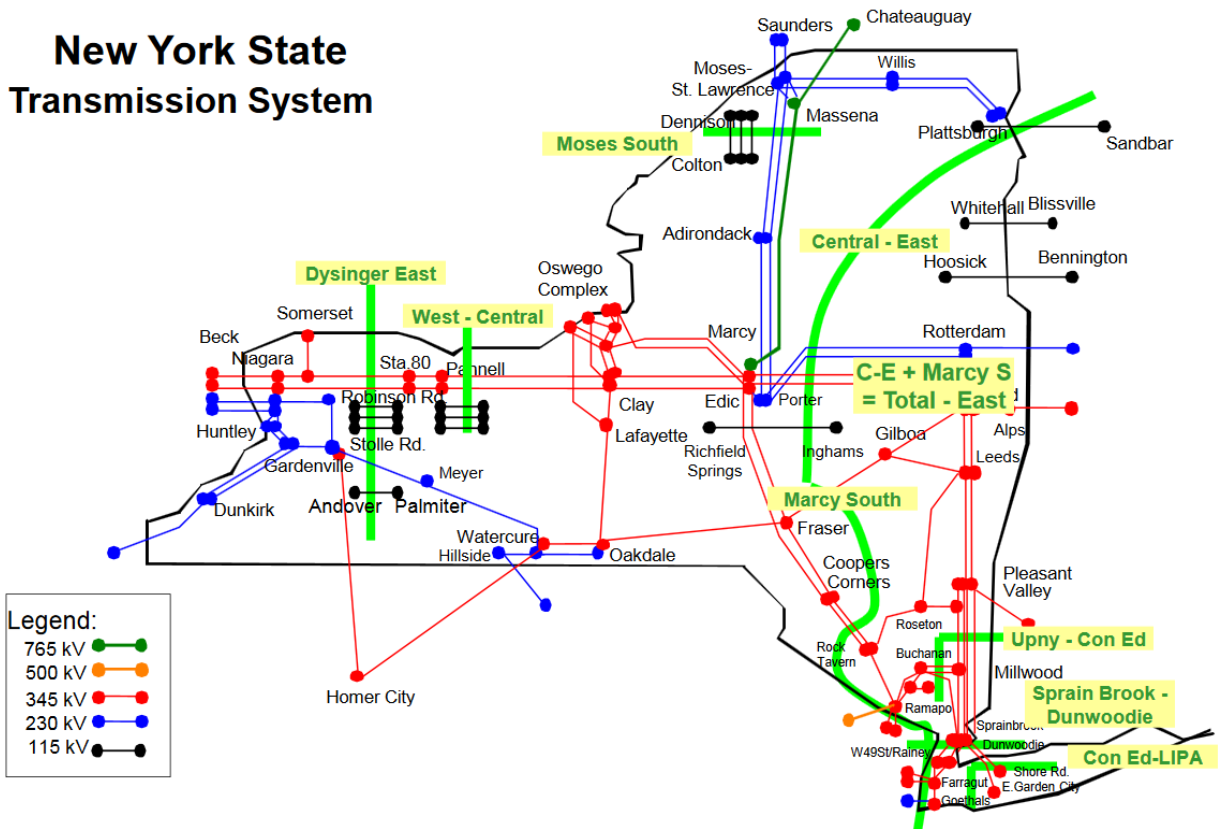 New York State
Transmission System
Saunders
Chateauguay
Moses-
St. Lawrence
Willis
Massena
Dennison
Plattsburgh
Sandbar
Moses South
Colton
Whitehall
Blissville
Adirondack
Central - East
Hoosick
Bennington
Oswego
Complex
Dysinger East
Somerset
West - Central
Marcy
Rotterdam
Beck
Niagara
Sta.80
Pannell
C-E + Marcy S
= Total - East
Robinson Rd.
Clay
Edic
Porter
Huntley
Stolle Rd.
Lafayette
Gilboa
Alps
Gardenville
Richfield
Springs
Inghams
Leeds
Meyer
Andover
Palmiter
Marcy South
Dunkirk
Fraser
Watercure
Hillside
Oakdale
Coopers
Corners
Pleasant
Valley
Legend:
765 kV
500 kV
345 kV
230 kV
115 kV
Roseton
Rock
Tavern
Buchanan
Upny - Con Ed
Millwood
Homer City
Ramapo
Sprain Brook -
Dunwoodie
Sprainbrook
W49St/Rainey
Dunwoodie
Con Ed-LIPA
Shore Rd.
Farragut
E.Garden City
Goethals